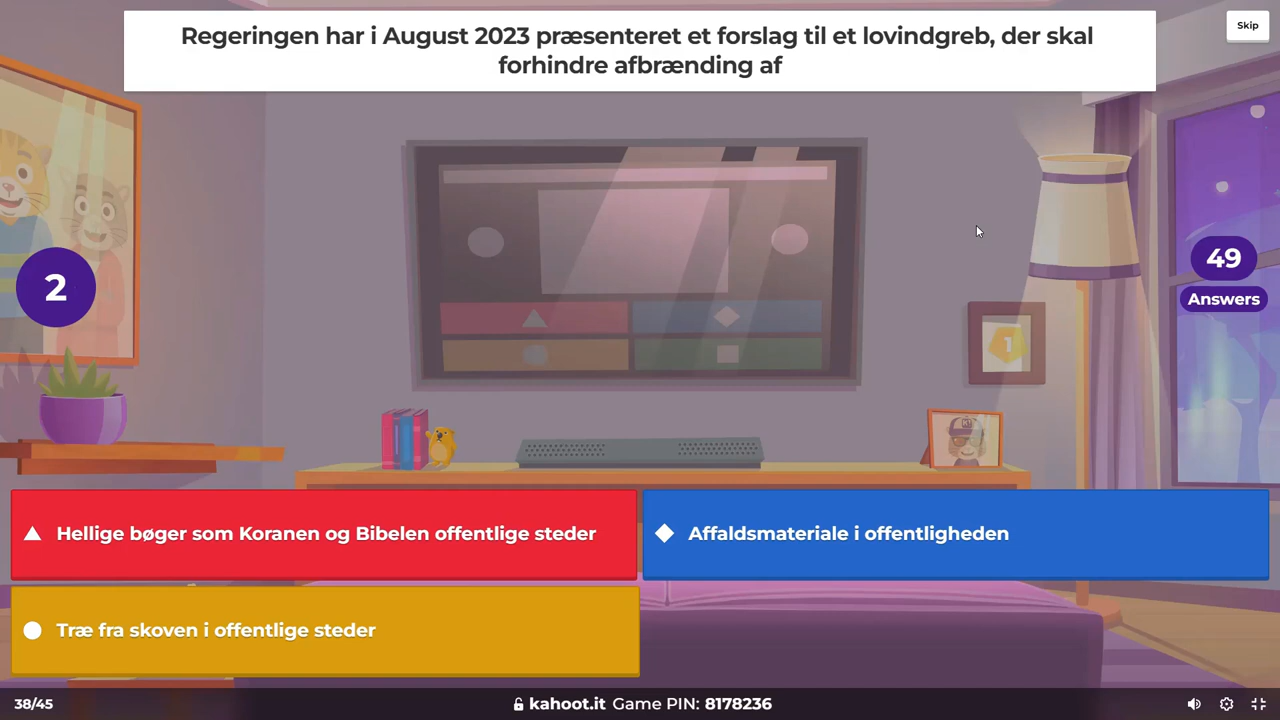 Regeringen har i August 2023 præsenteret et forslag til et lovindgreb, der skal
forhindre afbrænding af
Skip
2
49
Answers
1
Hellige bøger som Koranen og Bibelen offentlige steder
Affaldsmateriale i offentligheden
Træ fra skoven i offentlige steder
38/45
kahoot.it Game PIN: 8178236